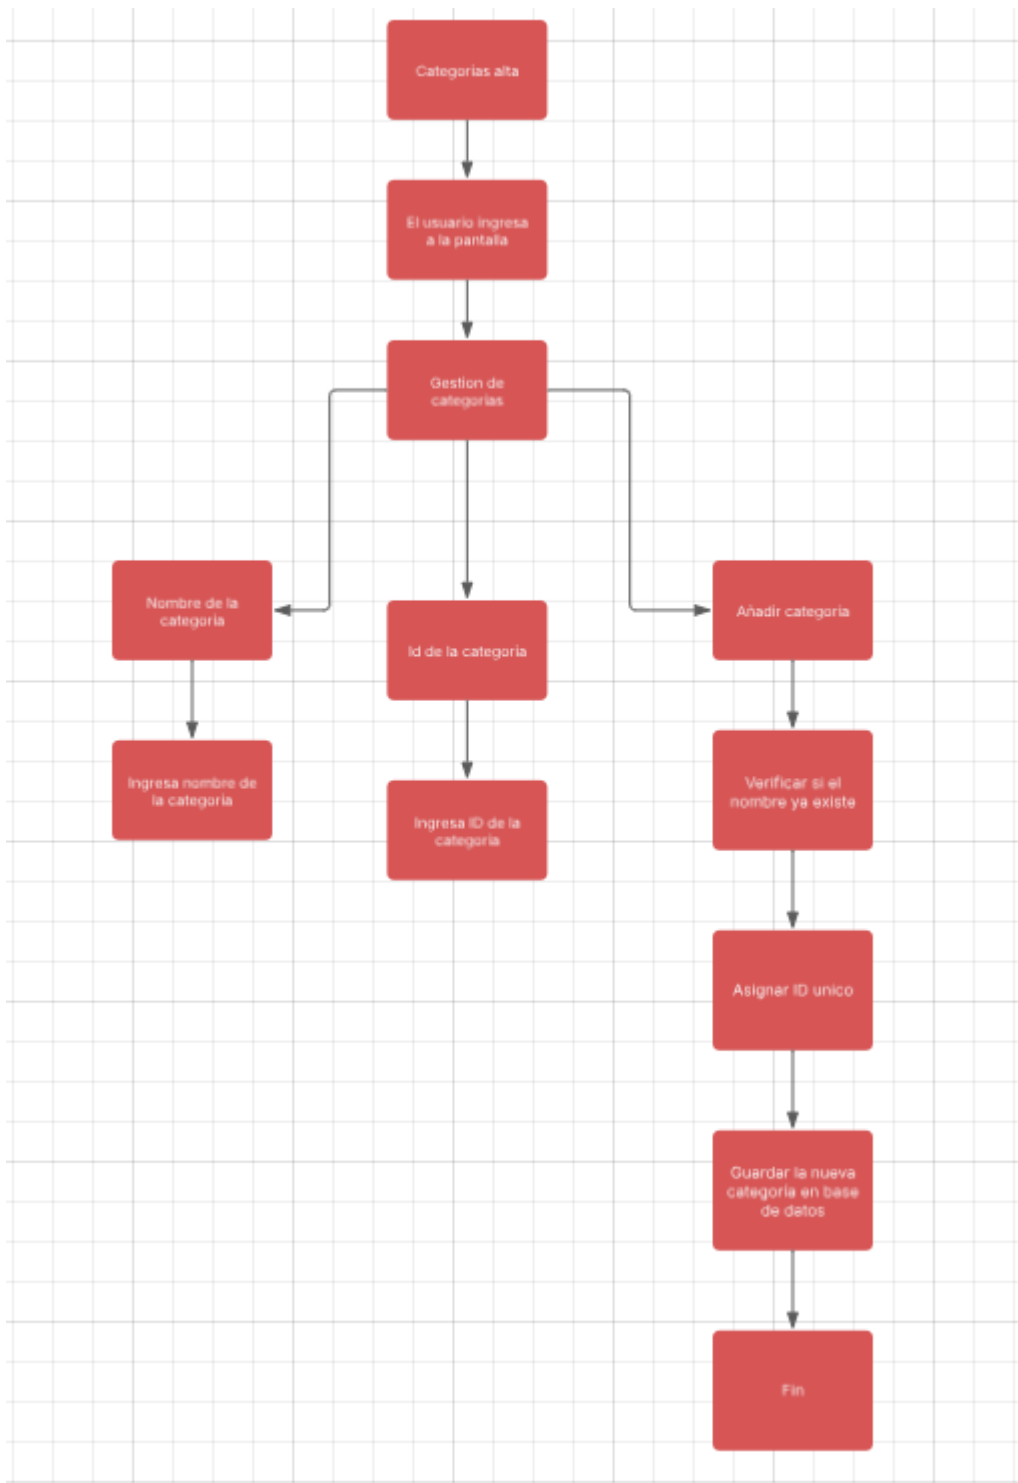 Categorias alta
El usuario ingresa
a la pantalla
Gestion de
categorias
Nombre de la
categoria
Id de la categoria
Añadir categoria
Ingresa nombre de
la categoria
Ingresa ID de la
categoria
Verificar si el
nombre ya existe
Asignar ID unico
Guardar la nueva
categoria en base
de datos
Fin